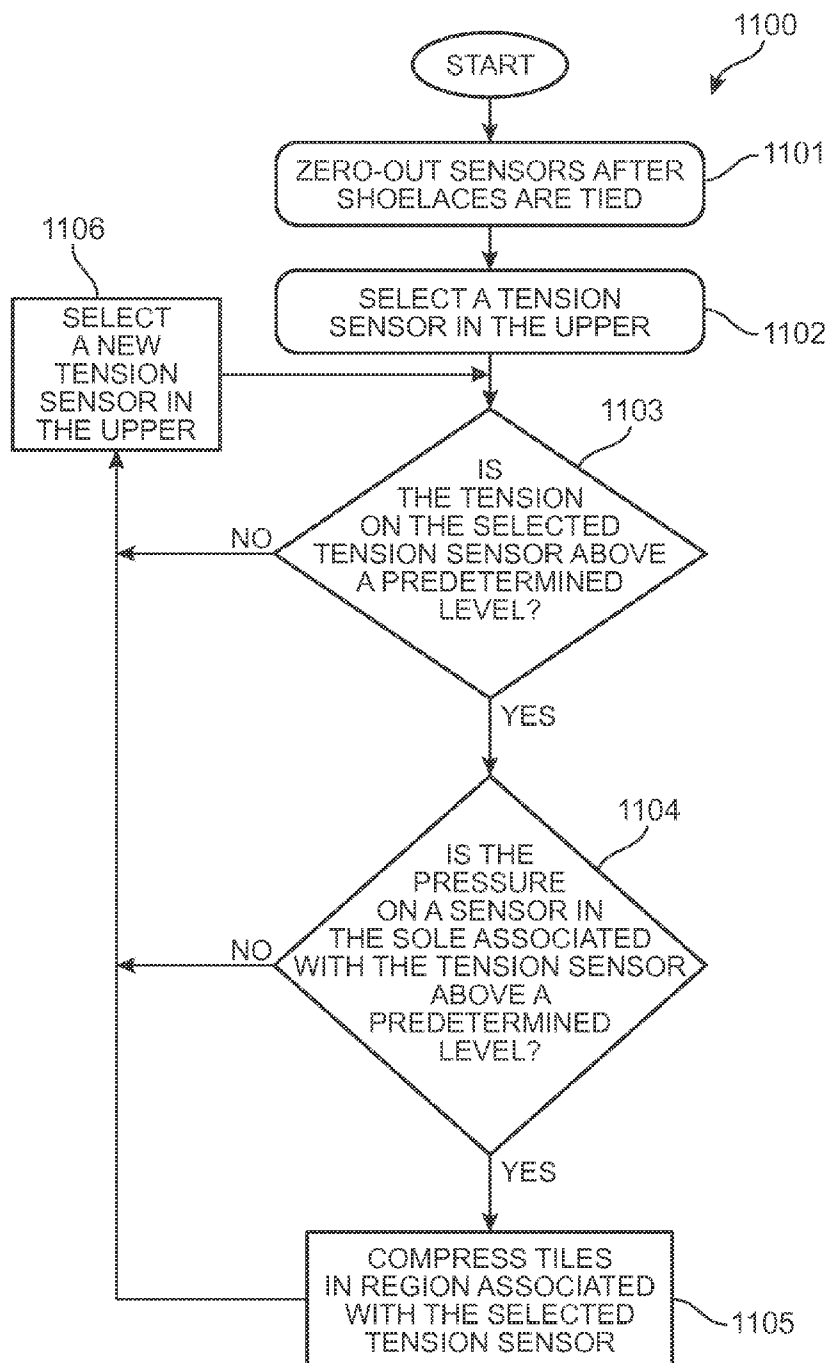 1100
START
1101
ZERO-OUT SENSORS AFTER
SHOELACES ARE TIED
1106
SELECT
A NEW
TENSION
SENSOR IN
THE UPPER
SELECT A TENSION
SENSOR IN THE UPPER
1102
1103
IS
THE TENSION
ON THE SELECTED
TENSION SENSOR ABOVE
A PREDETERMINED
LEVEL?
NO
YES
1104
IS THE
PRESSURE
ON A SENSOR IN
THE SOLE ASSOCIATED
WITH THE TENSION SENSOR
ABOVE A
PREDETERMINED
LEVEL?
NO
YES
COMPRESS TILES
IN REGION ASSOCIATED
WITH THE SELECTED
TENSION SENSOR
1105